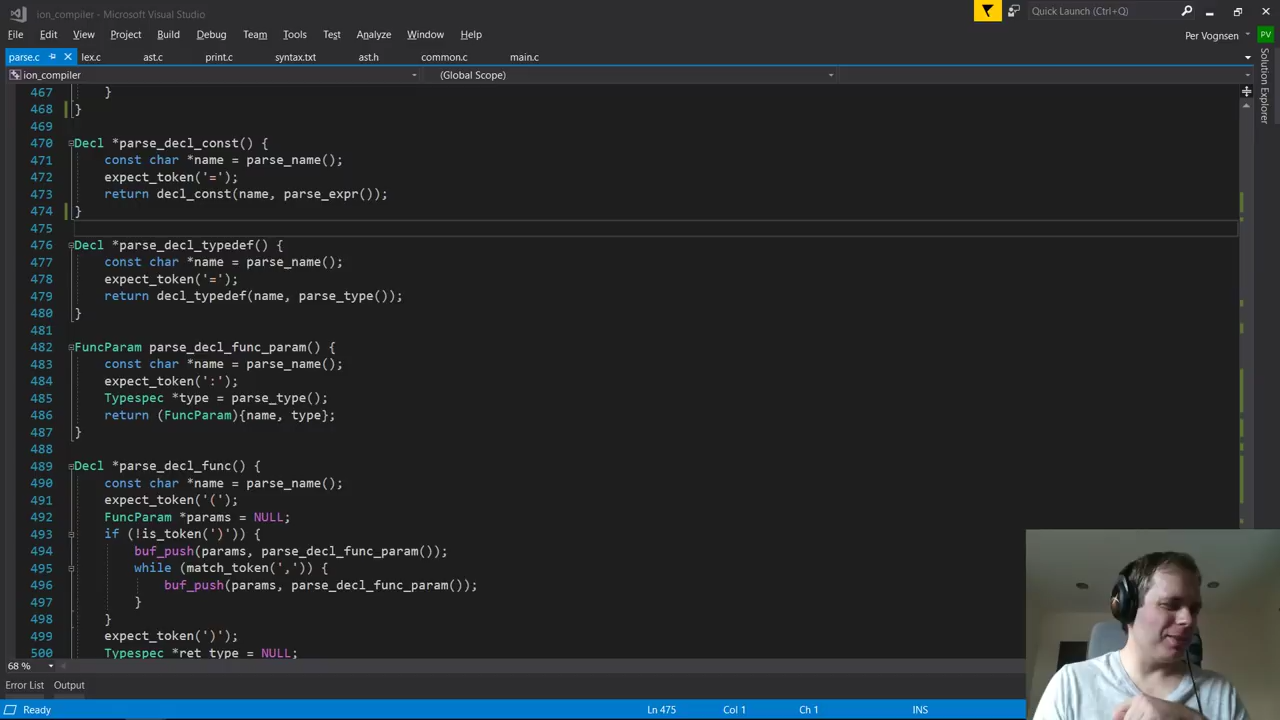 ion_compiler - Microsoft Visual Studio
Quick Launch (Ctrl+Q)
File Edit View Project Build Debug Team Tools Test Analyze Window Help
Per Vognsen PV
parse.c lex.c ast.c print.c syntax.txt ast.h common.c main.c
Solution Explorer
ion_compiler (Global Scope)
467 }
468 }
469
470 Decl *parse_decl_const() {
471 const char *name = parse_name();
472 expect_token('=');
473 return decl_const(name, parse_expr());
474 }
475
476 Decl *parse_decl_typedef() {
477 const char *name = parse_name();
478 expect_token('=');
479 return decl_typedef(name, parse_type());
480 }
481
482 FuncParam parse_decl_func_param() {
483 const char *name = parse_name();
484 expect_token(':');
485 Typespec *type = parse_type();
486 return (FuncParam){name, type};
487 }
488
489 Decl *parse_decl_func() {
490 const char *name = parse_name();
491 expect_token('(');
492 FuncParam *params = NULL;
493 if (!is_token(')')) {
494 buf_push(params, parse_decl_func_param());
495 while (match_token(',')) {
496 buf_push(params, parse_decl_func_param());
497 }
498 }
499 expect_token(')');
500 Typespec *ret_type = NULL;
68 %
Error List Output
Ready Ln 475 Col 1 Ch 1 INS